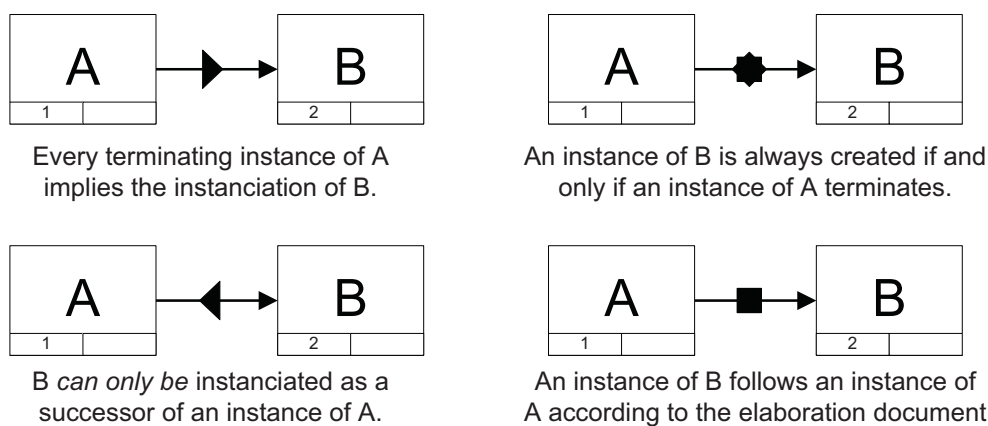 A
B
1
2
Every terminating instance of A
implies the instanciation of B.
A
B
1
2
An instance of B is always created if and
only if an instance of A terminates.
A
B
1
2
B can only be instanciated as a
successor of an instance of A.
A
B
1
2
An instance of B follows an instance of
A according to the elaboration document